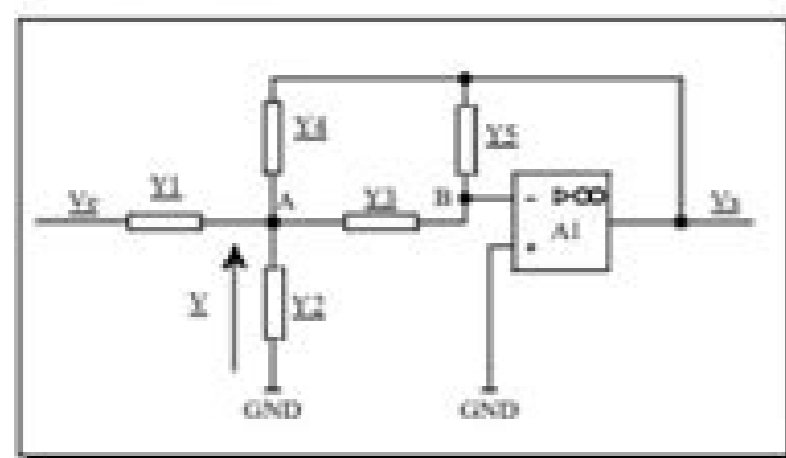 Y4
Y5
Ve
Y1
A
Y3
B
-
▷∞
A1
+
Vs
V
Y2
GND
GND